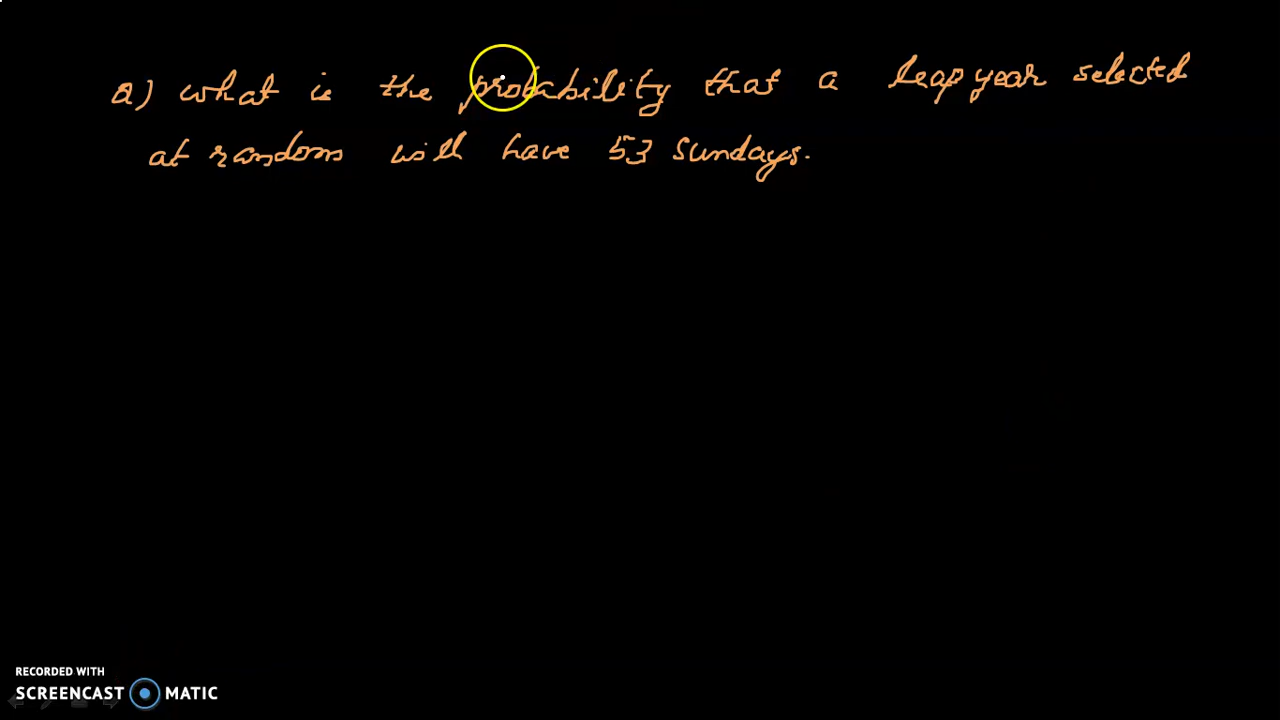 Q) what is the probability that a leap year selected
at random will have 53 sundays.
RECORDED WITH
SCREENCAST MATIC